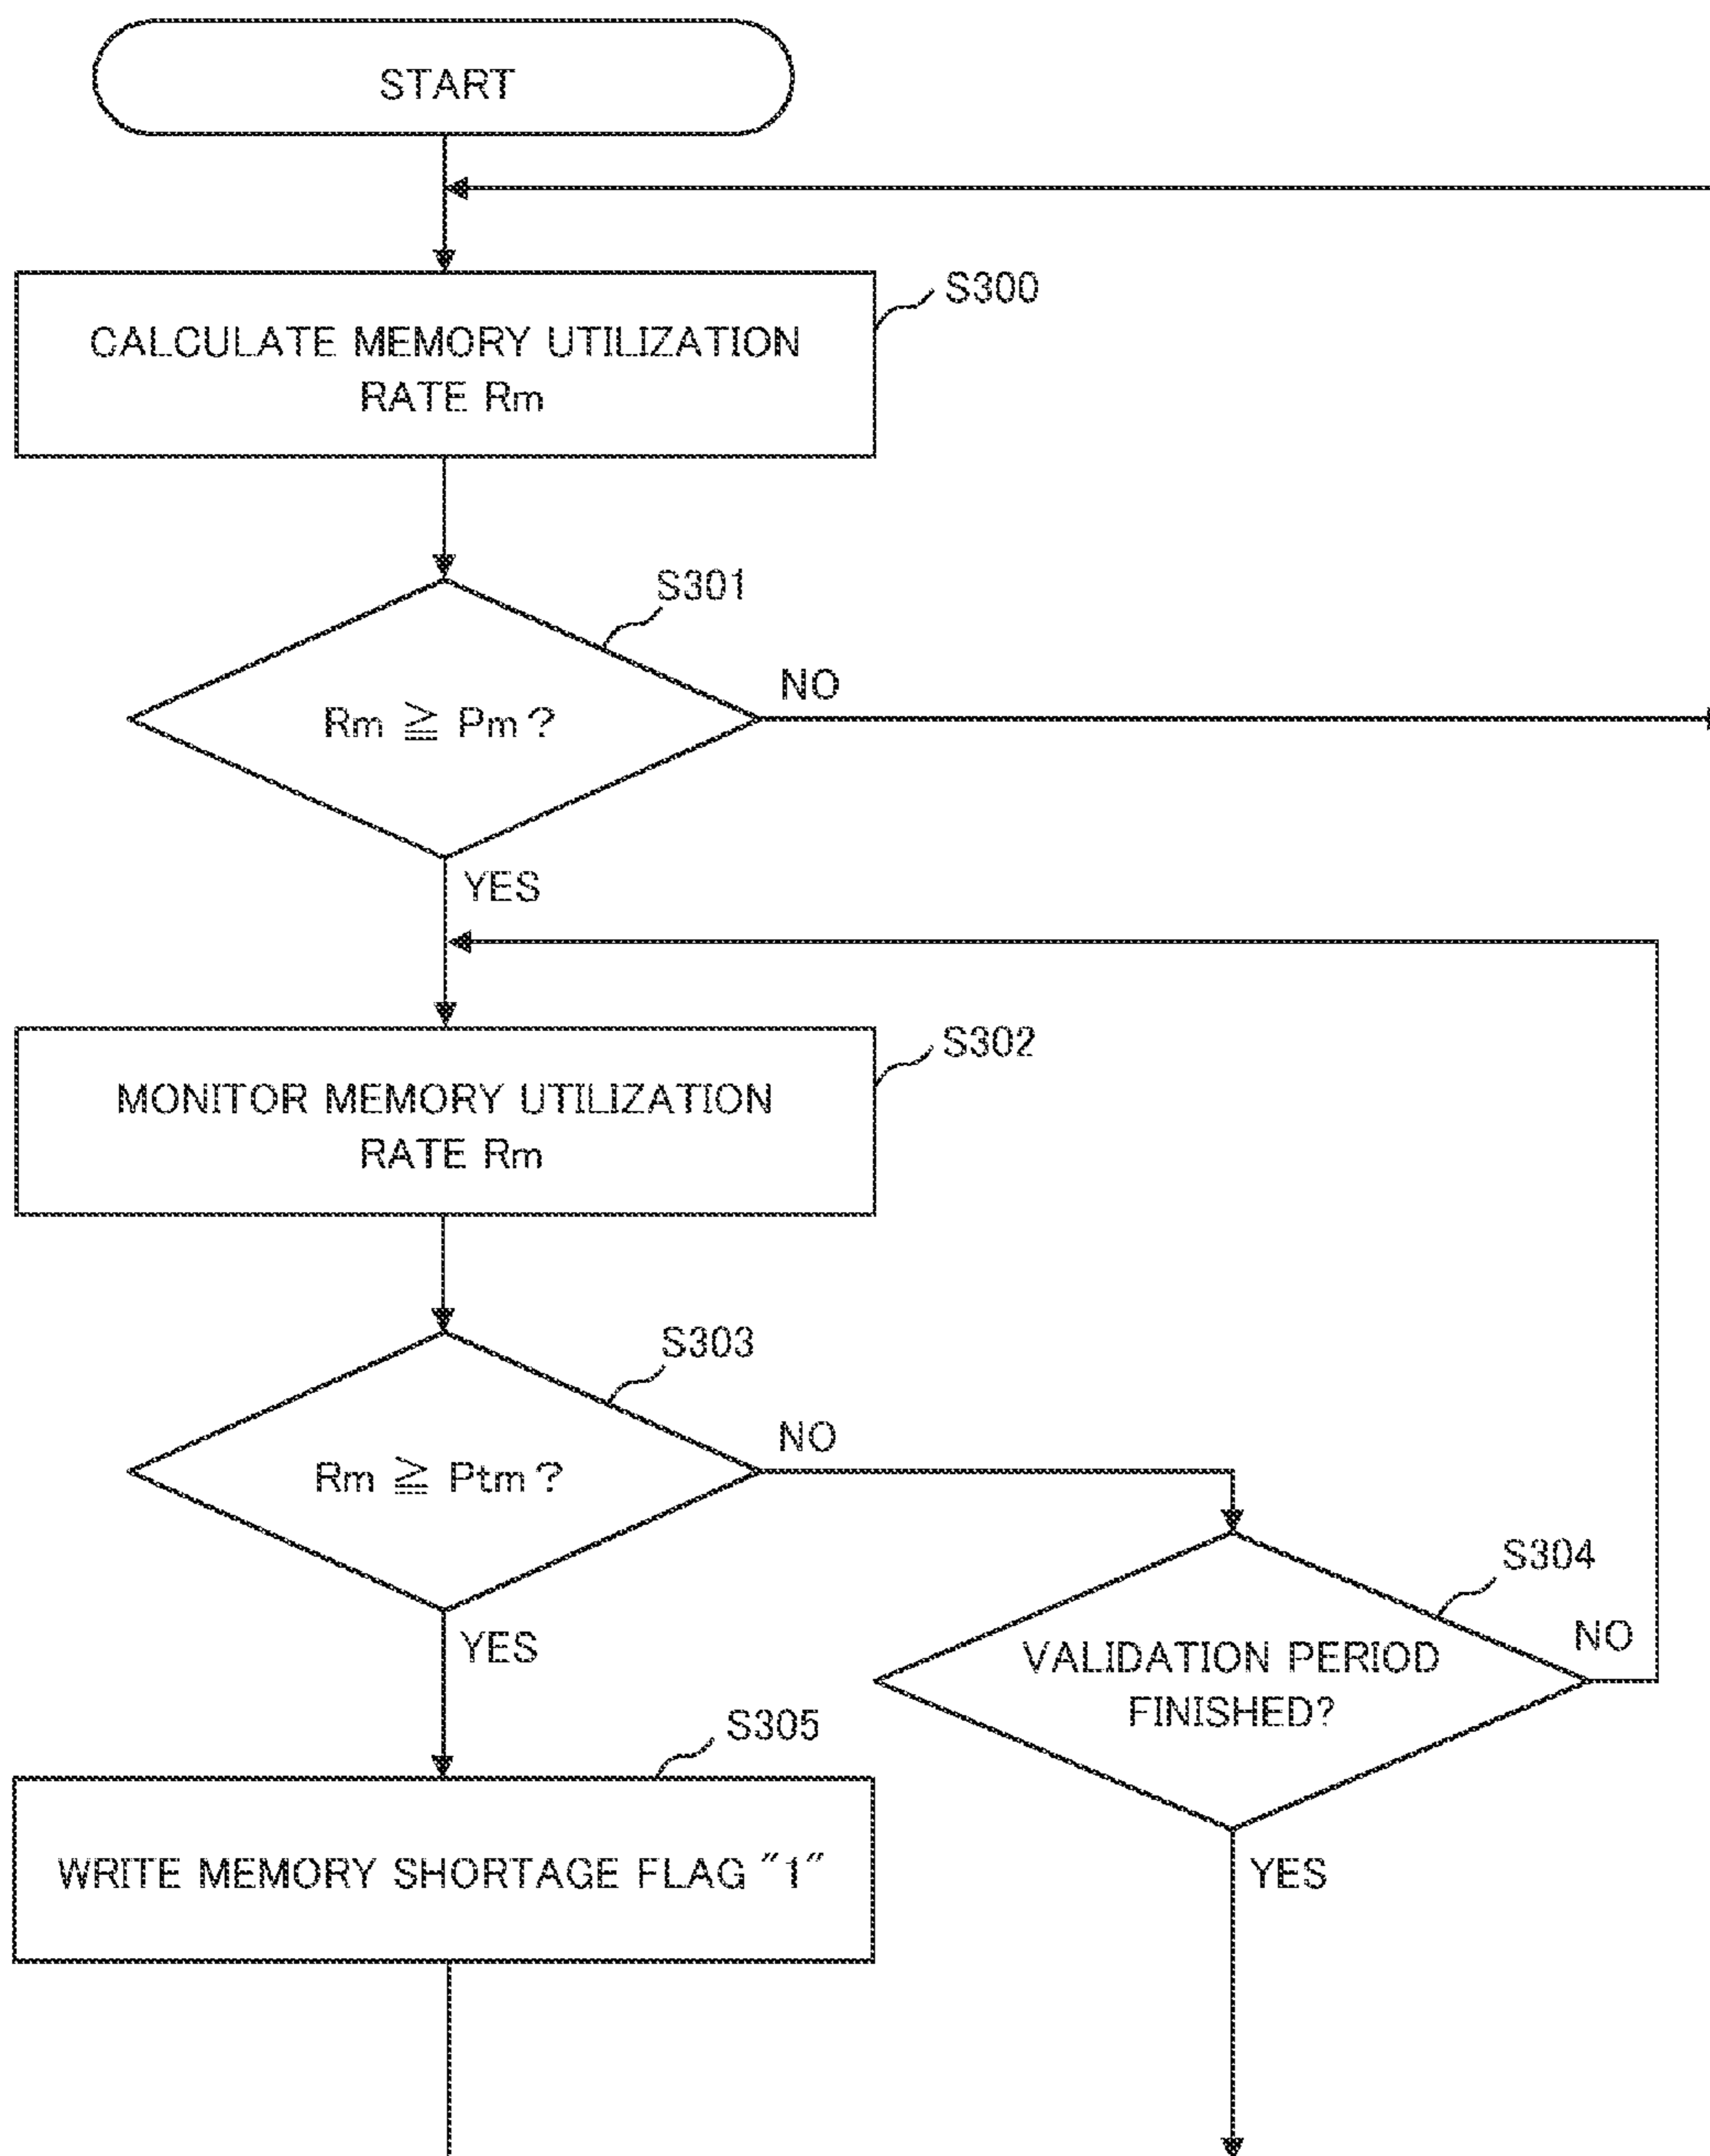 START
S300
CALCULATE MEMORY UTILIZATION
RATE Rm
S301
Rm ≧ Pm ?
NO
YES
S302
MONITOR MEMORY UTILIZATION
RATE Rm
S303
Rm ≧ Ptm ?
NO
S304
VALIDATION PERIOD
FINISHED?
NO
YES
S305
WRITE MEMORY SHORTAGE FLAG "1"
YES